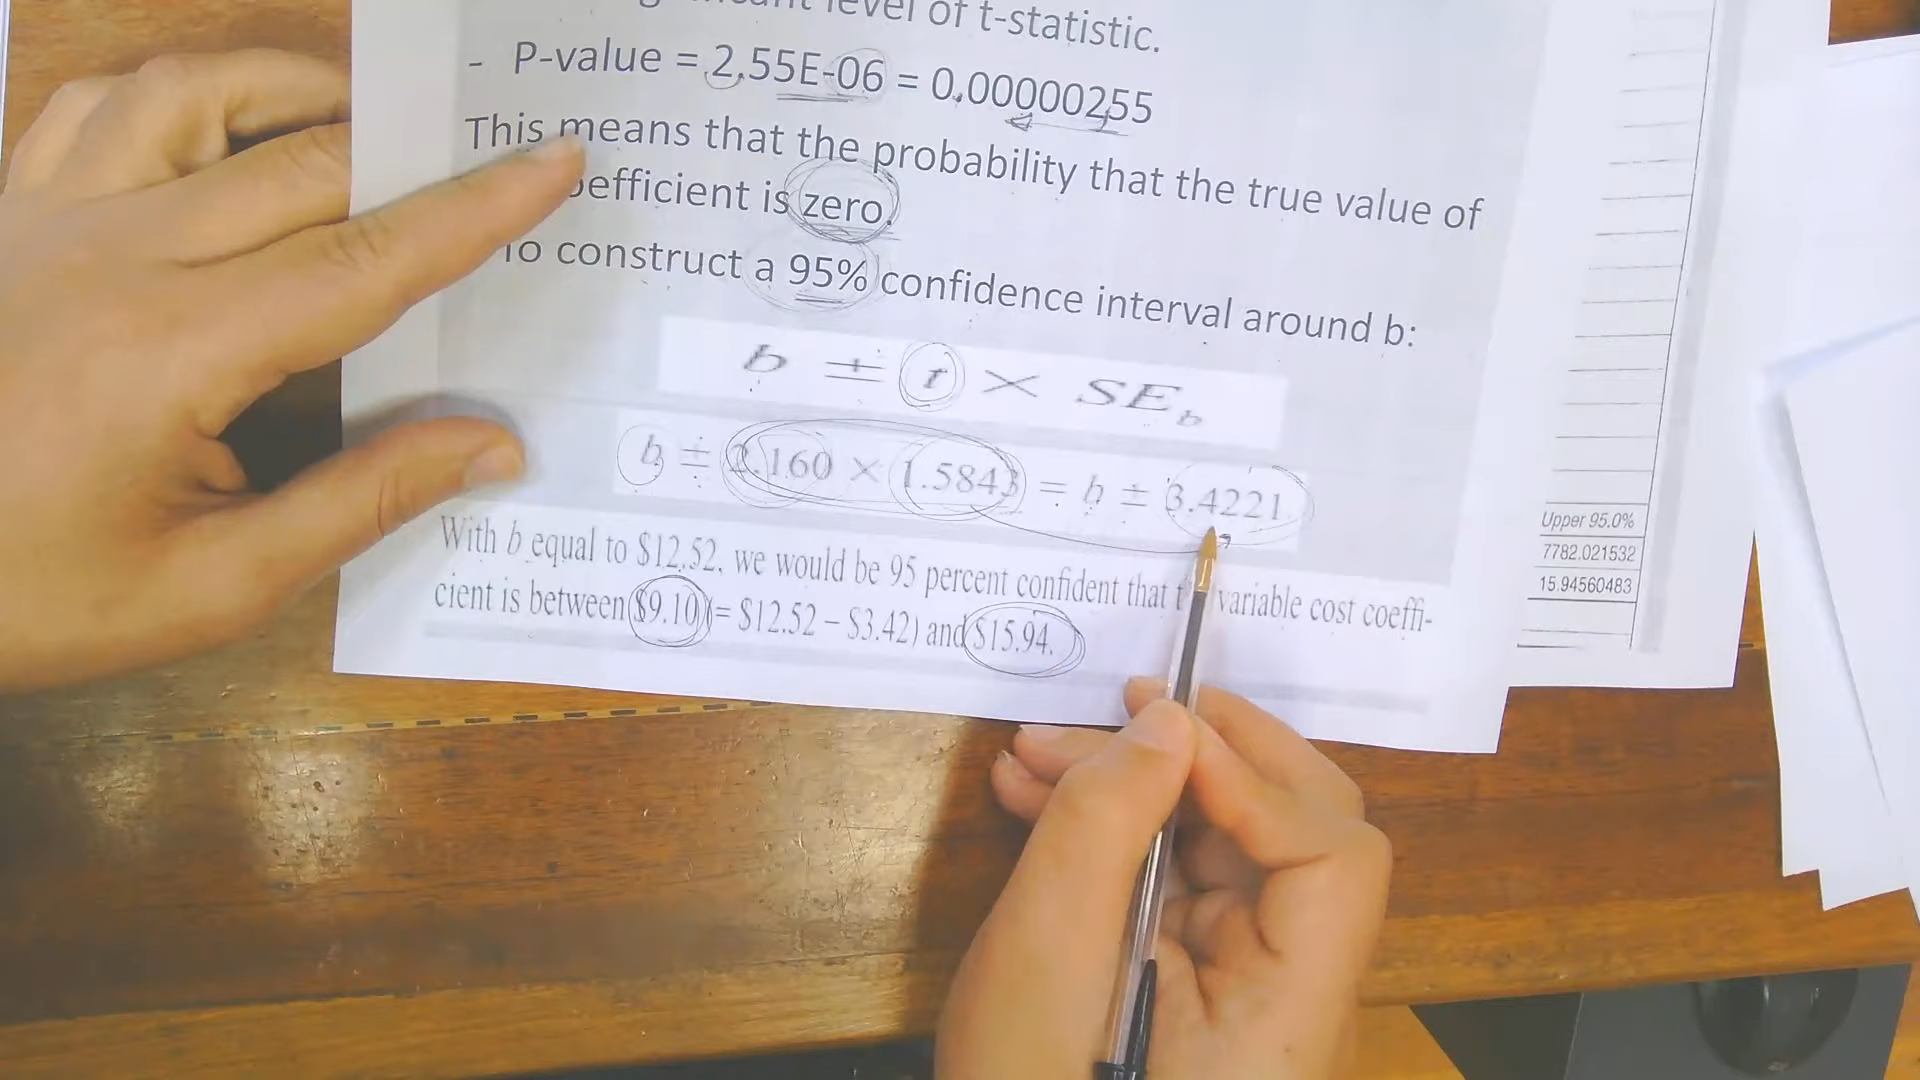 level of t-statistic.
- P-value = 2.55E-06 = 0.00000255
This means that the probability that the true value of
coefficient is zero.
To construct a 95% confidence interval around b:
b ± t × SEb
b ± 2.160 × 1.5843 = b ± 3.4221
With b equal to $12.52, we would be 95 percent confident that variable cost coeffi-
cient is between $9.10 (= $12.52 – $3.42) and $15.94.
Upper 95.0%
7782.021532
15.94560483